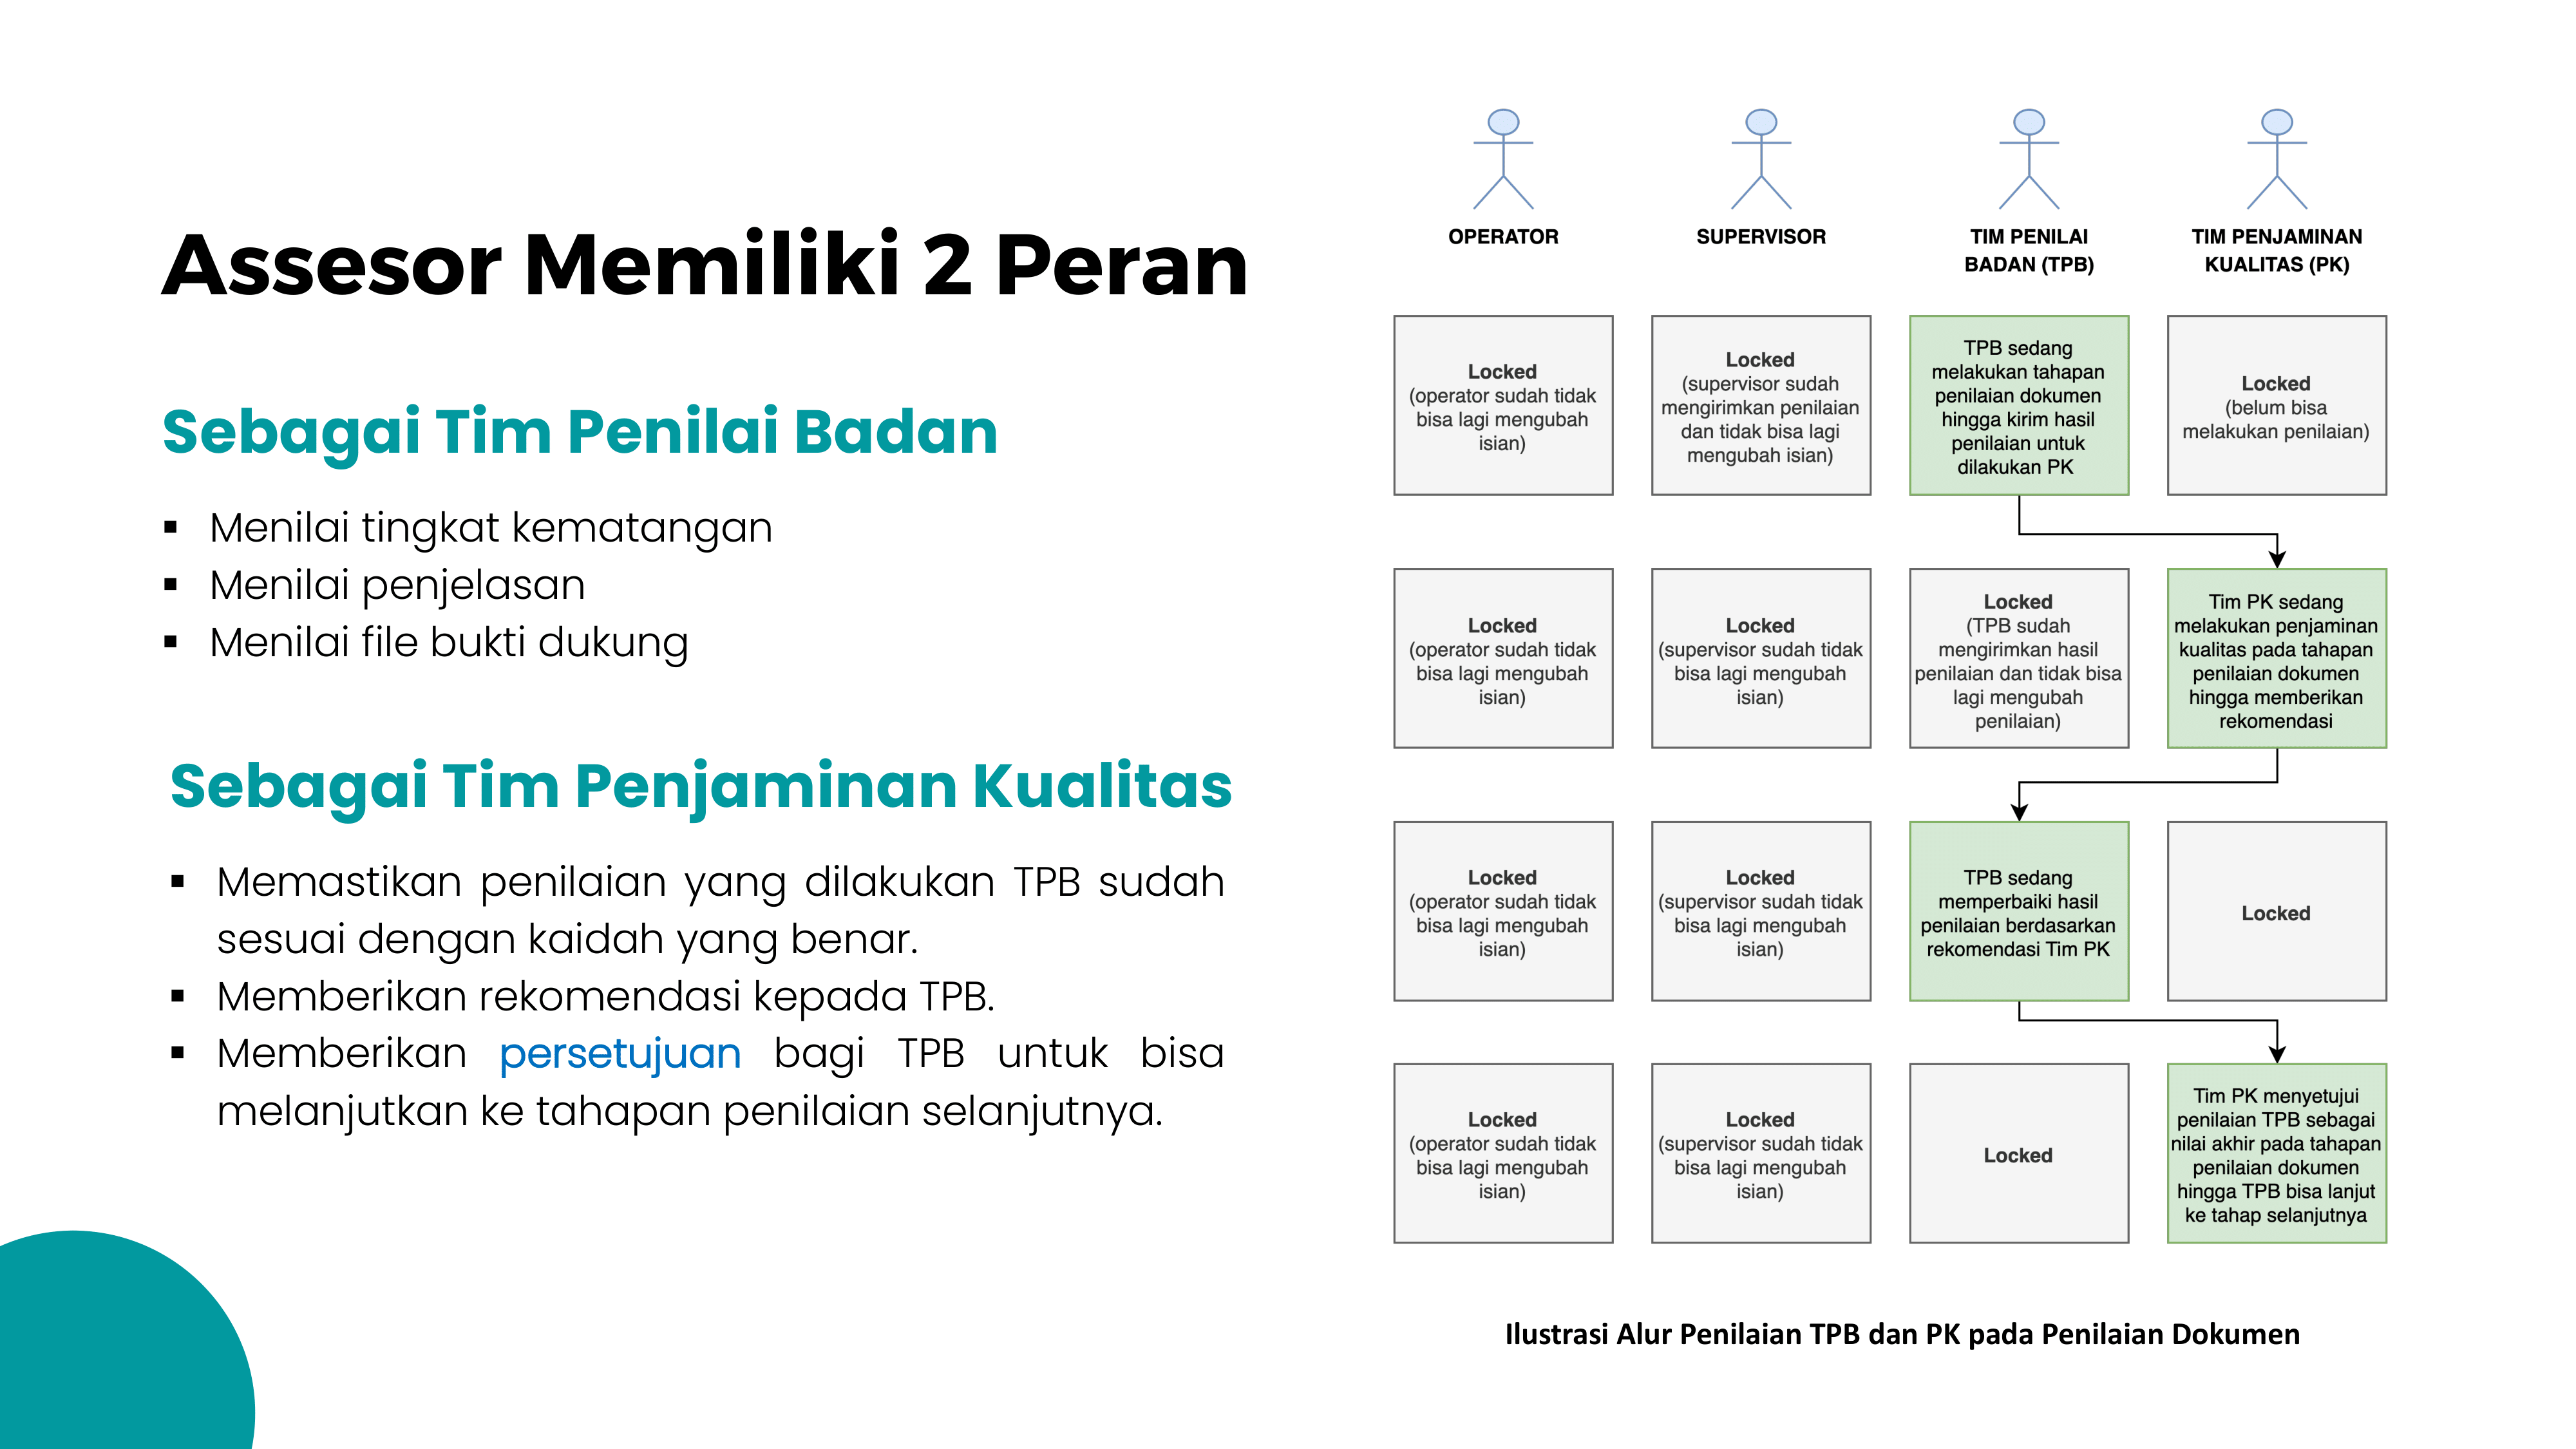 Assesor Memiliki 2 Peran
Sebagai Tim Penilai Badan
▪ Menilai tingkat kematangan
▪ Menilai penjelasan
▪ Menilai file bukti dukung
Sebagai Tim Penjaminan Kualitas
▪ Memastikan penilaian yang dilakukan TPB sudah
sesuai dengan kaidah yang benar.
▪ Memberikan rekomendasi kepada TPB.
▪ Memberikan persetujuan bagi TPB untuk bisa
melanjutkan ke tahapan penilaian selanjutnya.
OPERATOR
SUPERVISOR
TIM PENILAI
BADAN (TPB)
TIM PENJAMINAN
KUALITAS (PK)
Locked
(operator sudah tidak
bisa lagi mengubah
isian)
Locked
(supervisor sudah
mengirimkan penilaian
dan tidak bisa lagi
mengubah isian)
TPB sedang
melakukan tahapan
penilaian dokumen
hingga kirim hasil
penilaian untuk
dilakukan PK
Locked
(belum bisa
melakukan penilaian)
Locked
(operator sudah tidak
bisa lagi mengubah
isian)
Locked
(supervisor sudah tidak
bisa lagi mengubah
isian)
Locked
(TPB sudah
mengirimkan hasil
penilaian dan tidak bisa
lagi mengubah
penilaian)
Tim PK sedang
melakukan penjaminan
kualitas pada tahapan
penilaian dokumen
hingga memberikan
rekomendasi
Locked
(operator sudah tidak
bisa lagi mengubah
isian)
Locked
(supervisor sudah tidak
bisa lagi mengubah
isian)
TPB sedang
memperbaiki hasil
penilaian berdasarkan
rekomendasi Tim PK
Locked
Locked
(operator sudah tidak
bisa lagi mengubah
isian)
Locked
(supervisor sudah tidak
bisa lagi mengubah
isian)
Locked
Tim PK menyetujui
penilaian TPB sebagai
nilai akhir pada tahapan
penilaian dokumen
hingga TPB bisa lanjut
ke tahap selanjutnya
Ilustrasi Alur Penilaian TPB dan PK pada Penilaian Dokumen